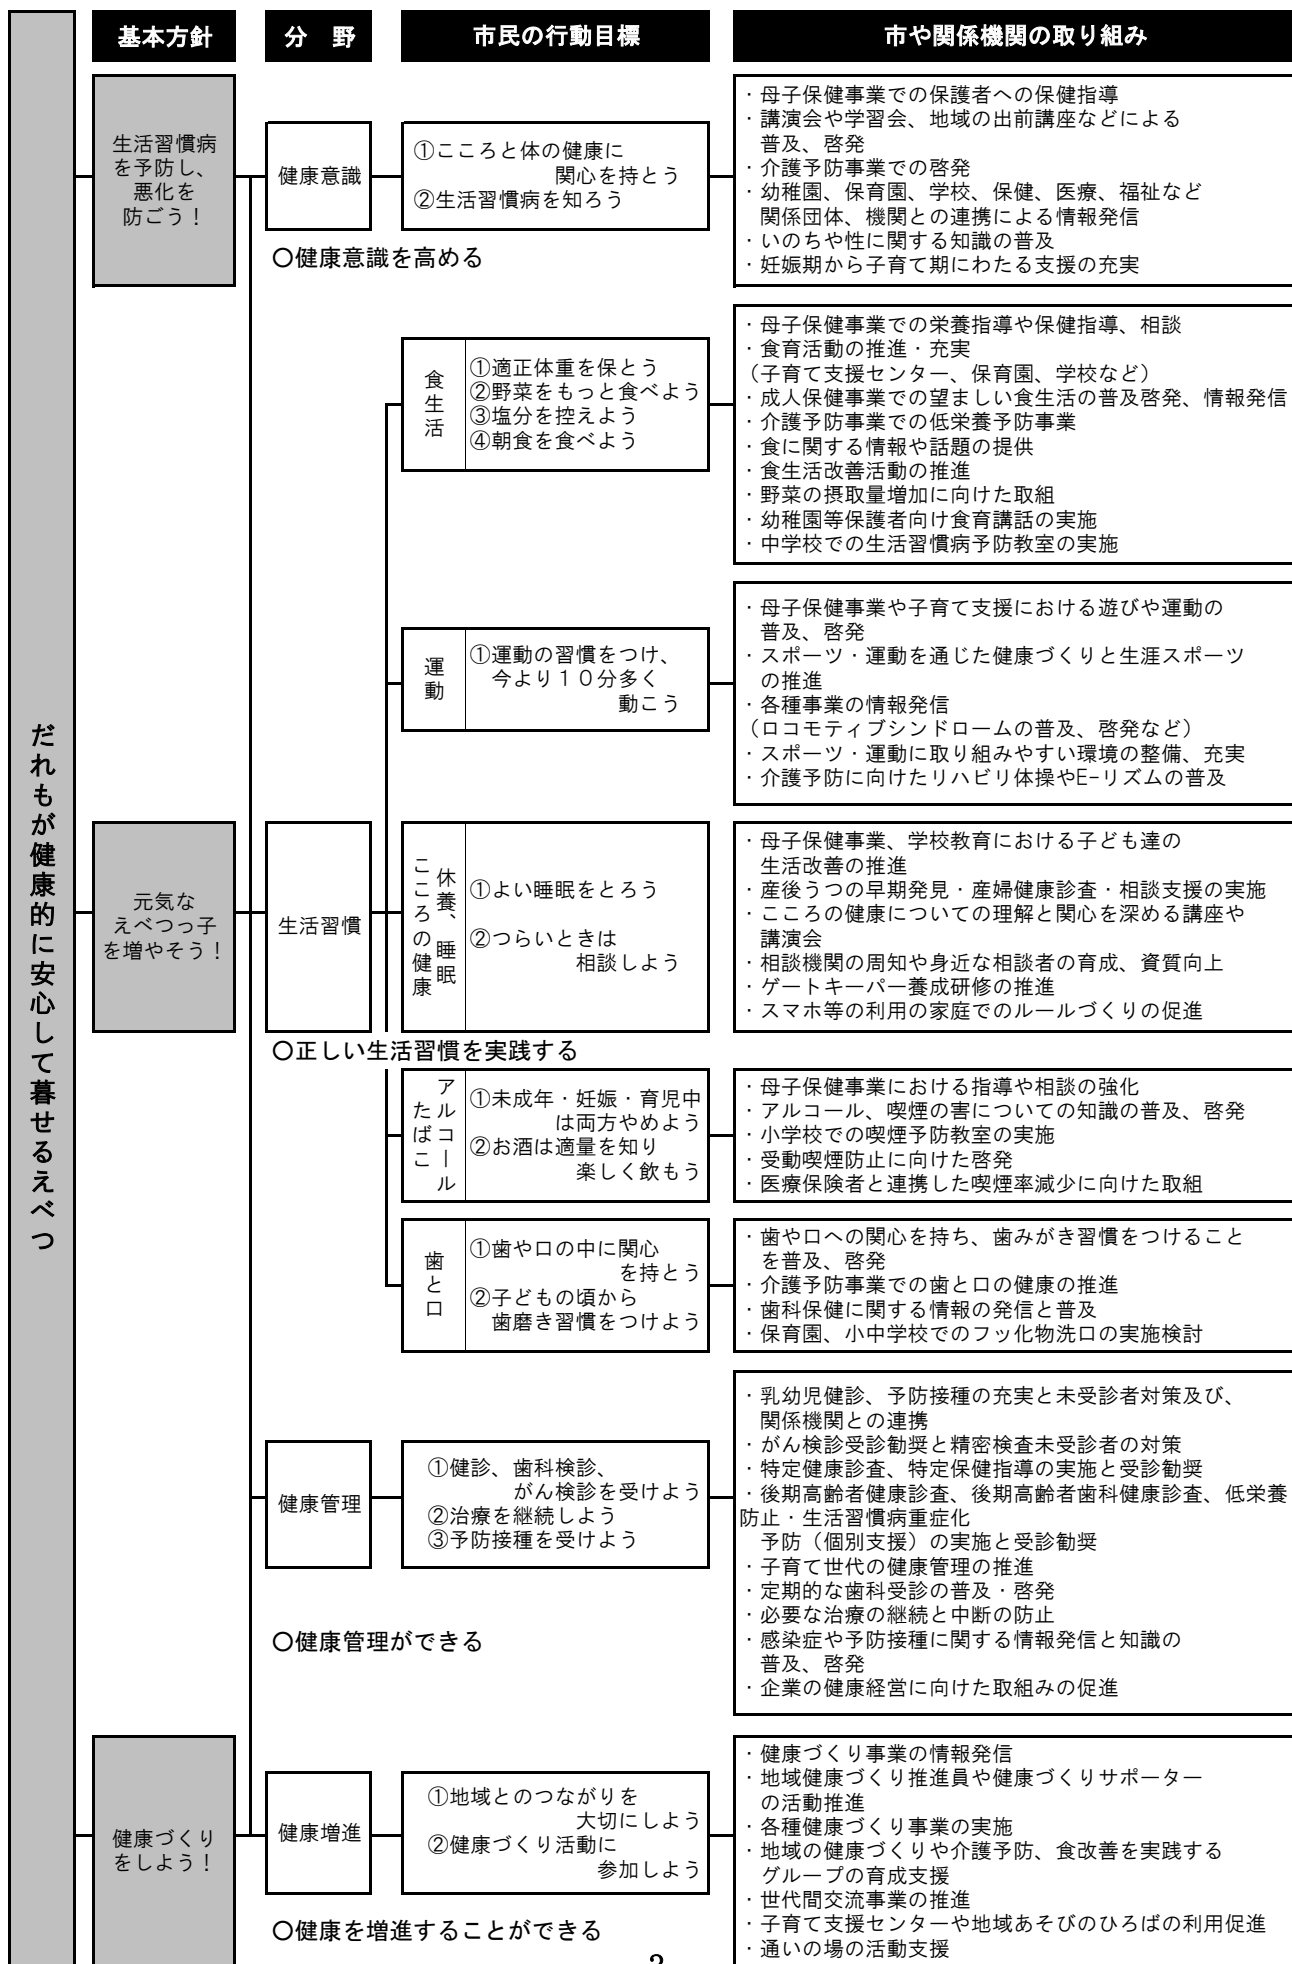 基本方針
分　野
市民の行動目標
市や関係機関の取り組み
だれもが健康的に安心して暮せるえべつ
生活習慣病
を予防し、
悪化を
防ごう！
健康意識
①こころと体の健康に
関心を持とう
②生活習慣病を知ろう
〇健康意識を高める
・母子保健事業での保護者への保健指導
・講演会や学習会、地域の出前講座などによる
普及、啓発
・介護予防事業での啓発
・幼稚園、保育園、学校、保健、医療、福祉など
関係団体、機関との連携による情報発信
・いのちや性に関する知識の普及
・妊娠期から子育て期にわたる支援の充実
食生活
①適正体重を保とう
②野菜をもっと食べよう
③塩分を控えよう
④朝食を食べよう
・母子保健事業での栄養指導や保健指導、相談
・食育活動の推進・充実
（子育て支援センター、保育園、学校など）
・成人保健事業での望ましい食生活の普及啓発、情報発信
・介護予防事業での低栄養予防事業
・食に関する情報や話題の提供
・食生活改善活動の推進
・野菜の摂取量増加に向けた取組
・幼稚園等保護者向け食育講話の実施
・中学校での生活習慣病予防教室の実施
運動
①運動の習慣をつけ、
今より１０分多く
動こう
・母子保健事業や子育て支援における遊びや運動の
普及、啓発
・スポーツ・運動を通じた健康づくりと生涯スポーツ
の推進
・各種事業の情報発信
（ロコモティブシンドロームの普及、啓発など）
・スポーツ・運動に取り組みやすい環境の整備、充実
・介護予防に向けたリハビリ体操やE-リズムの普及
元気な
えべつっ子
を増やそう！
生活習慣
休養、睡眠
こころの健康
①よい睡眠をとろう
②つらいときは
相談しよう
・母子保健事業、学校教育における子ども達の
生活改善の推進
・産後うつの早期発見・産婦健康診査・相談支援の実施
・こころの健康についての理解と関心を深める講座や
講演会
・相談機関の周知や身近な相談者の育成、資質向上
・ゲートキーパー養成研修の推進
・スマホ等の利用の家庭でのルールづくりの促進
〇正しい生活習慣を実践する
アルコール
たばこ
①未成年・妊娠・育児中
は両方やめよう
②お酒は適量を知り
楽しく飲もう
・母子保健事業における指導や相談の強化
・アルコール、喫煙の害についての知識の普及、啓発
・小学校での喫煙予防教室の実施
・受動喫煙防止に向けた啓発
・医療保険者と連携した喫煙率減少に向けた取組
歯と口
①歯や口の中に関心
を持とう
②子どもの頃から
歯磨き習慣をつけよう
・歯や口への関心を持ち、歯みがき習慣をつけること
を普及、啓発
・介護予防事業での歯と口の健康の推進
・歯科保健に関する情報の発信と普及
・保育園、小中学校でのフッ化物洗口の実施検討
健康管理
①健診、歯科検診、
がん検診を受けよう
②治療を継続しよう
③予防接種を受けよう
〇健康管理ができる
・乳幼児健診、予防接種の充実と未受診者対策及び、
関係機関との連携
・がん検診受診勧奨と精密検査未受診者の対策
・特定健康診査、特定保健指導の実施と受診勧奨
・後期高齢者健康診査、後期高齢者歯科健康診査、低栄養
防止・生活習慣病重症化
予防（個別支援）の実施と受診勧奨
・子育て世代の健康管理の推進
・定期的な歯科受診の普及・啓発
・必要な治療の継続と中断の防止
・感染症や予防接種に関する情報発信と知識の
普及、啓発
・企業の健康経営に向けた取組みの促進
健康づくり
をしよう！
健康増進
①地域とのつながりを
大切にしよう
②健康づくり活動に
参加しよう
〇健康を増進することができる
・健康づくり事業の情報発信
・地域健康づくり推進員や健康づくりサポーター
の活動推進
・各種健康づくり事業の実施
・地域の健康づくりや介護予防、食改善を実践する
グループの育成支援
・世代間交流事業の推進
・子育て支援センターや地域あそびのひろばの利用促進
・通いの場の活動支援